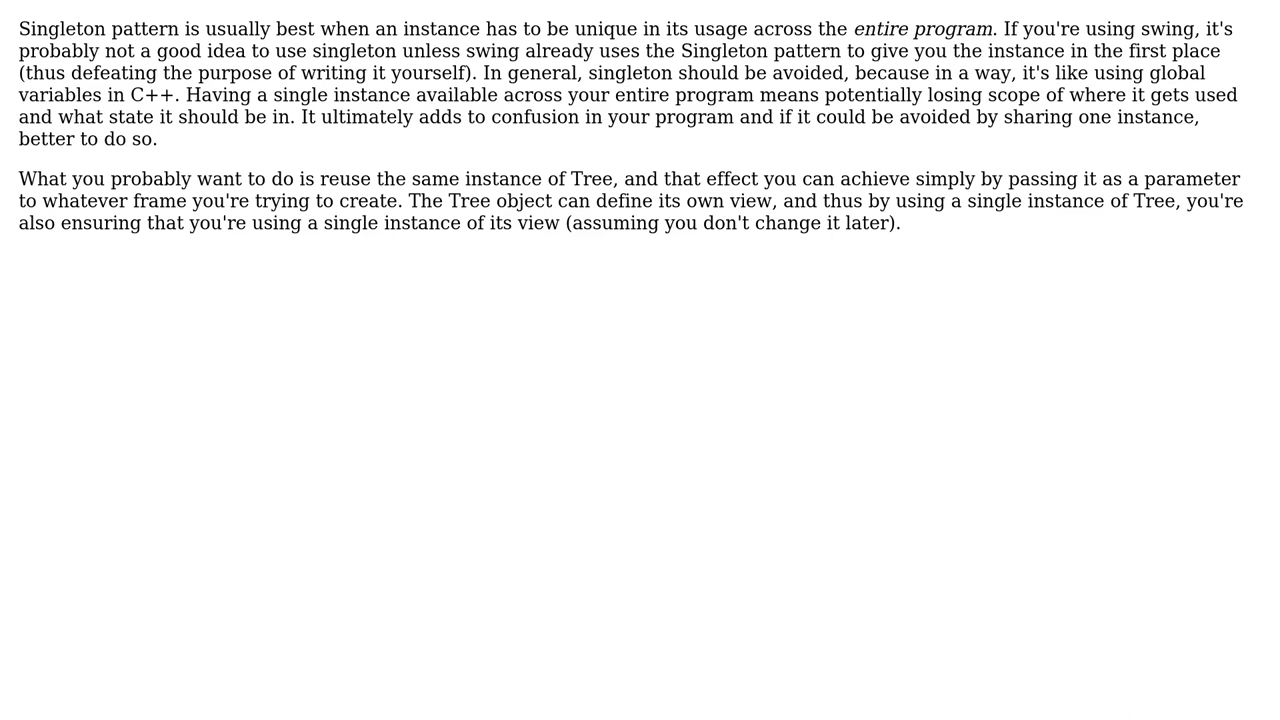 Singleton pattern is usually best when an instance has to be unique in its usage across the entire program. If you're using swing, it's
probably not a good idea to use singleton unless swing already uses the Singleton pattern to give you the instance in the first place
(thus defeating the purpose of writing it yourself). In general, singleton should be avoided, because in a way, it's like using global
variables in C++. Having a single instance available across your entire program means potentially losing scope of where it gets used
and what state it should be in. It ultimately adds to confusion in your program and if it could be avoided by sharing one instance,
better to do so.
What you probably want to do is reuse the same instance of Tree, and that effect you can achieve simply by passing it as a parameter
to whatever frame you're trying to create. The Tree object can define its own view, and thus by using a single instance of Tree, you're
also ensuring that you're using a single instance of its view (assuming you don't change it later).